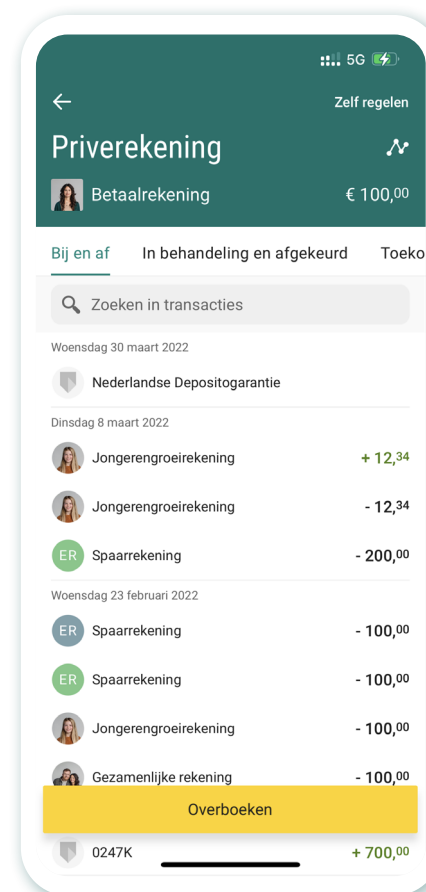 5G
Zelf regelen
Priverekening
Betaalrekening € 100,00
Bij en af In behandeling en afgekeurd Toeko
Zoeken in transacties
Woensdag 30 maart 2022
Nederlandse Depositogarantie
Dinsdag 8 maart 2022
Jongerengroeirekening + 12,34
Jongerengroeirekening - 12,34
ER Spaarrekening - 200,00
Woensdag 23 februari 2022
ER Spaarrekening - 100,00
ER Spaarrekening - 100,00
Jongerengroeirekening - 100,00
Gezamenlijke rekening - 100,00
Overboeken
0247K + 700,00